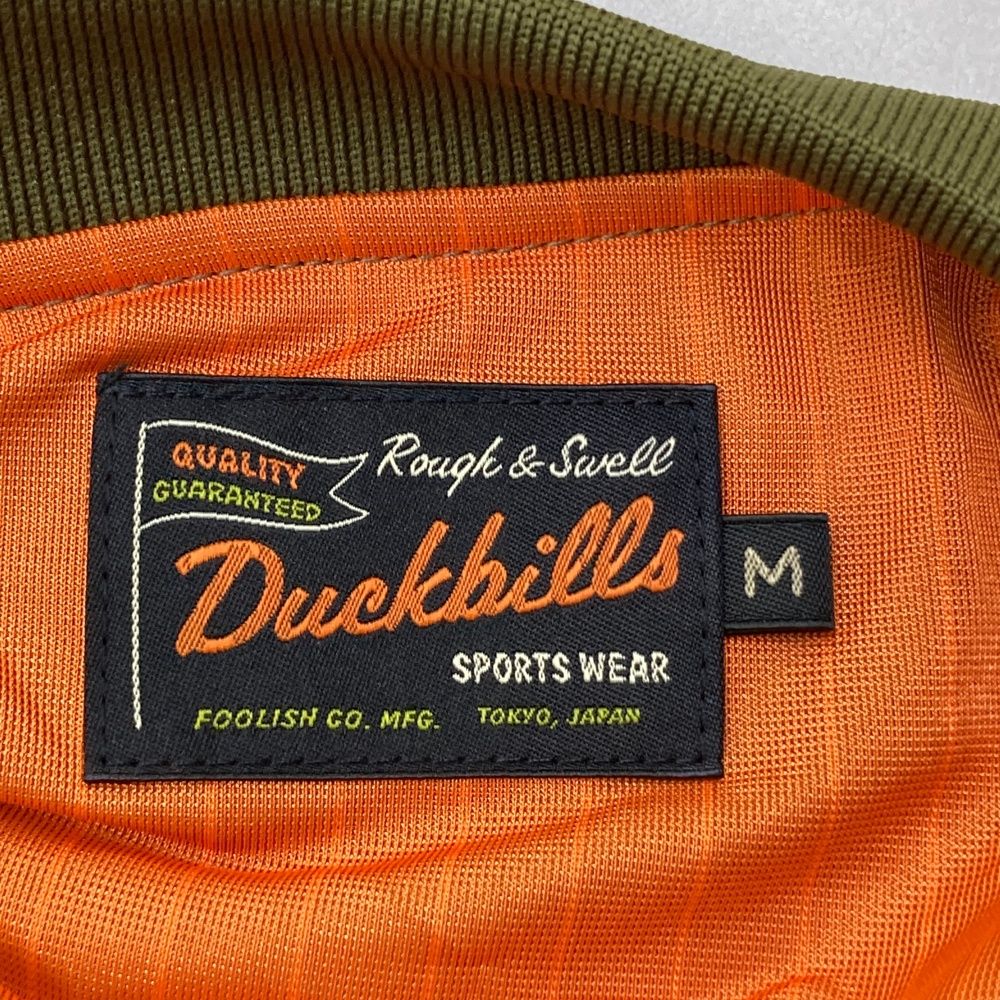 QUALITY
GUARANTEED
Rough & Swell
Duckbills
SPORTS WEAR
FOOLISH CO. MFG. TOKYO, JAPAN
M